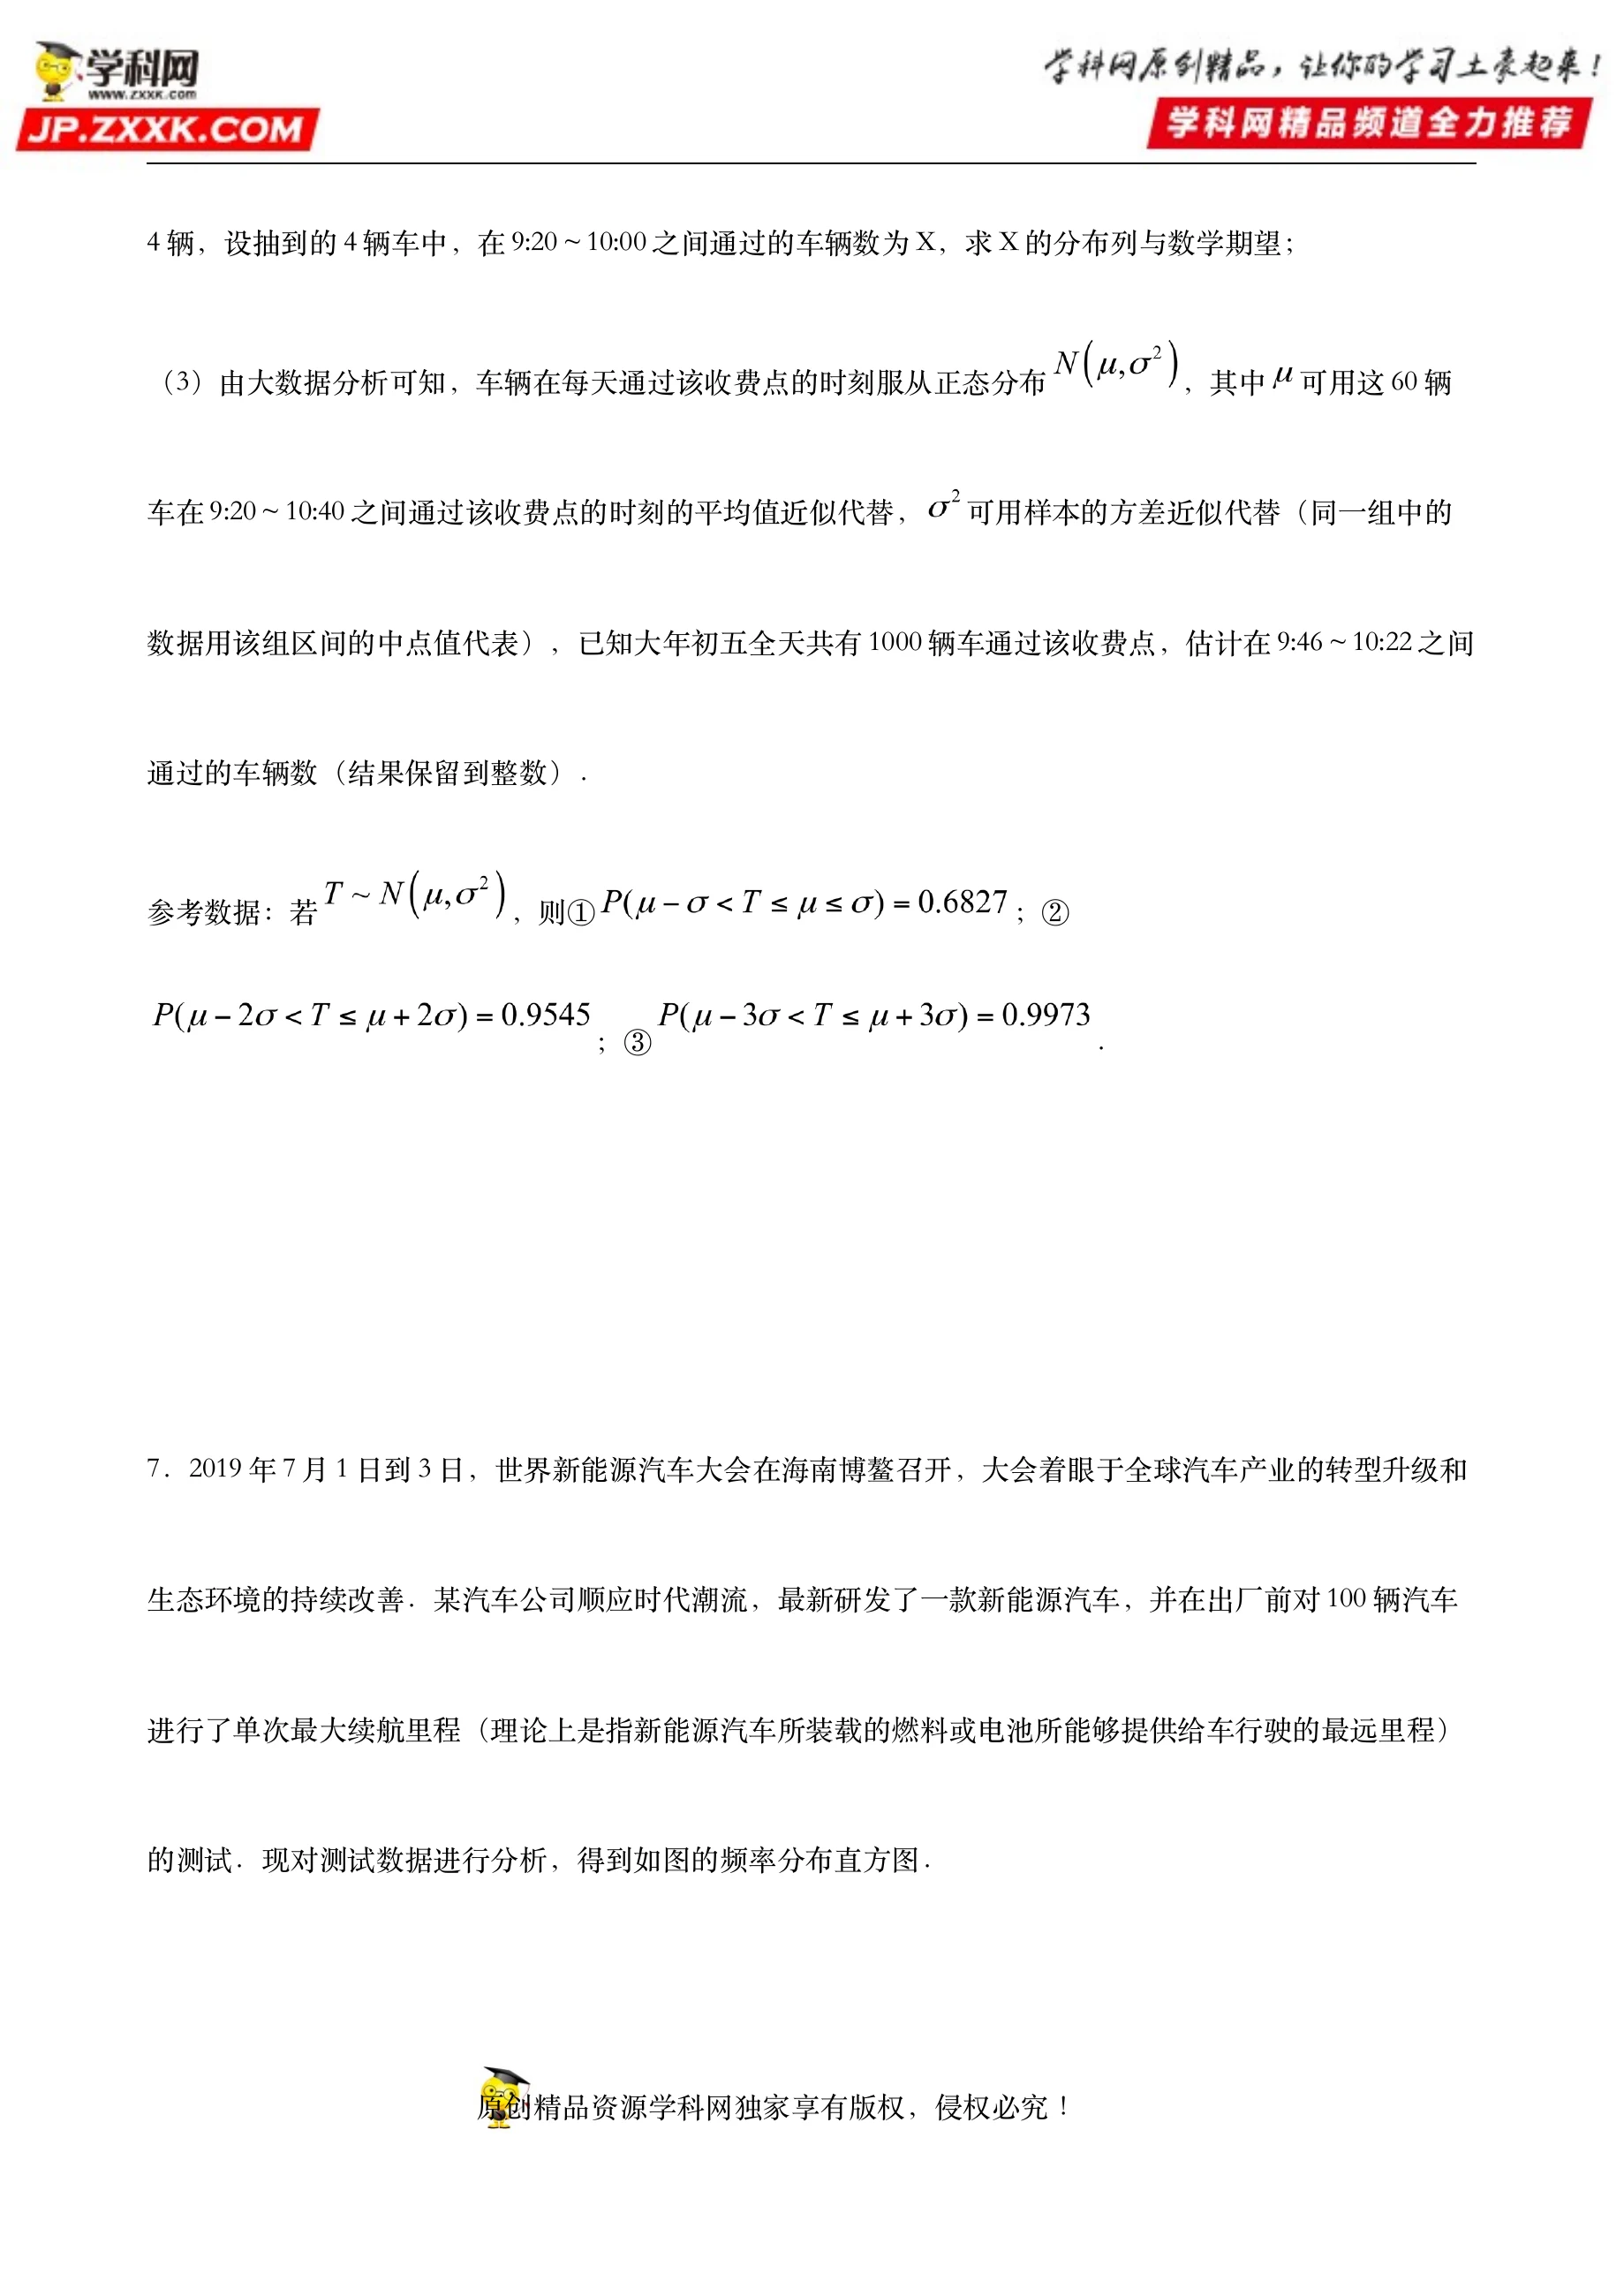 学科网
www.zxxk.com
JP.ZXXK.COM
学科网原创精品，让你的学习土豪起来！
学科网精品频道全力推荐
4 辆，设抽到的 4 辆车中，在 9:20 ~ 10:00 之间通过的车辆数为 X，求 X 的分布列与数学期望；
（3）由大数据分析可知，车辆在每天通过该收费点的时刻服从正态分布 N(μ,σ²)，其中 μ 可用这 60 辆
车在 9:20 ~ 10:40 之间通过该收费点的时刻的平均值近似代替，σ² 可用样本的方差近似代替（同一组中的
数据用该组区间的中点值代表），已知大年初五全天共有 1000 辆车通过该收费点，估计在 9:46 ~ 10:22 之间
通过的车辆数（结果保留到整数）．
参考数据：若 T ~ N(μ,σ²)，则① P(μ − σ < T ≤ μ ≤ σ) = 0.6827；②
P(μ − 2σ < T ≤ μ + 2σ) = 0.9545；③ P(μ − 3σ < T ≤ μ + 3σ) = 0.9973．
7．2019 年 7 月 1 日到 3 日，世界新能源汽车大会在海南博鳌召开，大会着眼于全球汽车产业的转型升级和
生态环境的持续改善．某汽车公司顺应时代潮流，最新研发了一款新能源汽车，并在出厂前对 100 辆汽车
进行了单次最大续航里程（理论上是指新能源汽车所装载的燃料或电池所能够提供给车行驶的最远里程）
的测试．现对测试数据进行分析，得到如图的频率分布直方图．
原创精品资源学科网独家享有版权，侵权必究！